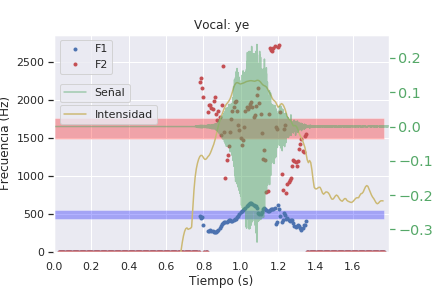 Vocal: ye
F1
F2
Señal
Intensidad
Frecuencia (Hz)
2500
2000
1500
1000
500
0
0.2
0.1
0.0
−0.1
−0.2
−0.3
0.0 0.2 0.4 0.6 0.8 1.0 1.2 1.4 1.6
Tiempo (s)